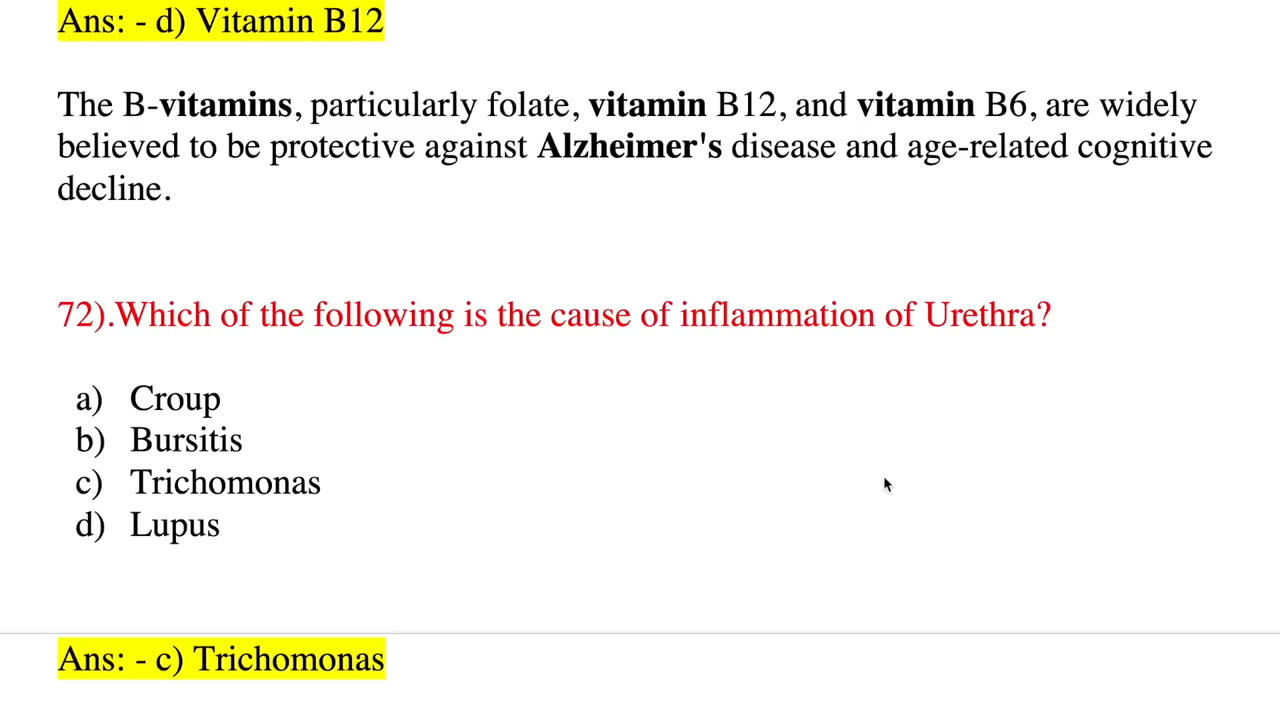 Ans: - d) Vitamin B12
The B-vitamins, particularly folate, vitamin B12, and vitamin B6, are widely
believed to be protective against Alzheimer's disease and age-related cognitive
decline.
72).Which of the following is the cause of inflammation of Urethra?
a) Croup
b) Bursitis
c) Trichomonas
d) Lupus
Ans: - c) Trichomonas